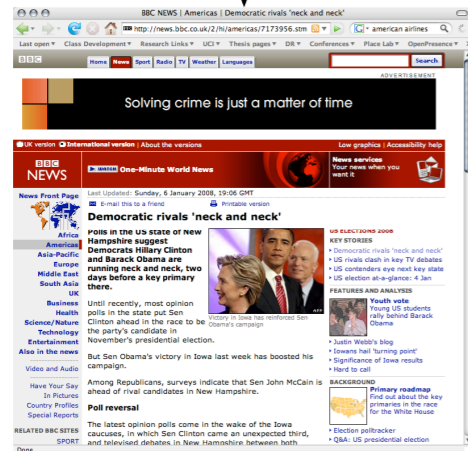 BBC NEWS | Americas | Democratic rivals 'neck and neck'
http://news.bbc.co.uk/2/hi/americas/7173956.stm
american airlines
Last open Class Development Research Links UCI Thesis pages DR Conferences Place Lab OpenPresence
BBC Home News Sport Radio TV Weather Languages Search
ADVERTISEMENT
Solving crime is just a matter of time
UK version International version | About the versions Low graphics | Accessibility help
BBC NEWS
WATCH One-Minute World News
News services
Your news when you want it
News Front Page
Africa
Americas
Asia-Pacific
Europe
Middle East
South Asia
UK
Business
Health
Science/Nature
Technology
Entertainment
Also in the news
Video and Audio
Have Your Say
In Pictures
Country Profiles
Special Reports
RELATED BBC SITES
SPORT
Last Updated: Sunday, 6 January 2008, 19:06 GMT
E-mail this to a friend Printable version
Democratic rivals 'neck and neck'
Polls in the US state of New
Hampshire suggest
Democrats Hillary Clinton
and Barack Obama are
running neck and neck, two
days before a key primary
there.
Until recently, most opinion
polls in the state put Sen
Clinton ahead in the race to be
the party's candidate in
November's presidential election.
AFP
Victory in Iowa has reinforced Sen
Obama's campaign
But Sen Obama's victory in Iowa last week has boosted his
campaign.
Among Republicans, surveys indicate that Sen John McCain is
ahead of rival candidates in New Hampshire.
Poll reversal
The latest opinion polls come in the wake of the Iowa
caucuses, in which Sen Clinton came an unexpected third,
and televised debates in New Hampshire between both
US ELECTIONS 2008
KEY STORIES
Democratic rivals 'neck and neck'
US rivals clash in key TV debates
US contenders eye next key state
US election at-a-glance: 4 Jan
FEATURES AND ANALYSIS
Youth vote
Young US students
rally behind Barack
Obama
Justin Webb's blog
Iowans hail 'turning point'
Significance of Iowa results
Hard to call
BACKGROUND
Primary roadmap
Find out about the key
primaries in the race
for the White House
Election polltracker
Q&A: US presidential election
Done